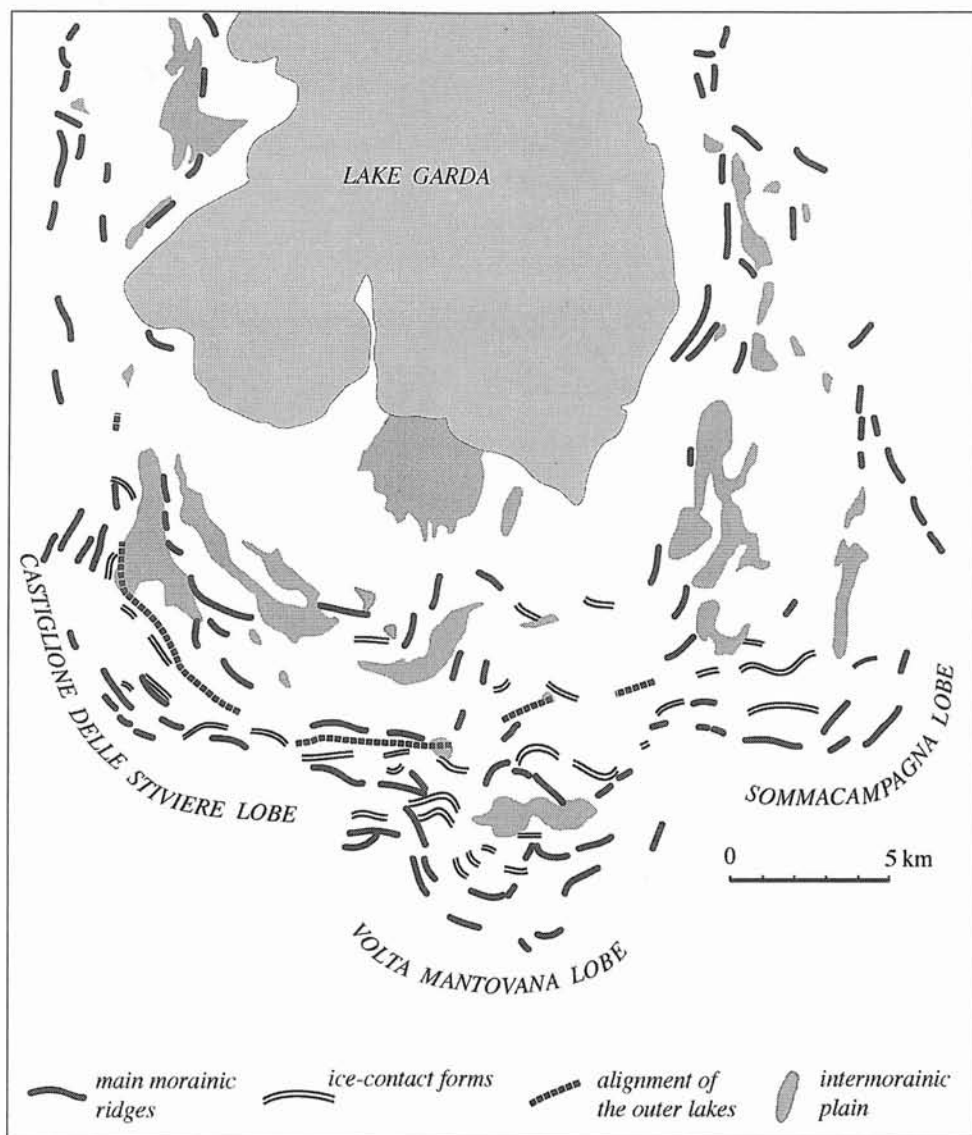 LAKE GARDA
CASTIGLIONE DELLE STIVIERE LOBE
SOMMACAMPAGNA LOBE
0 5 km
VOLTA MANTOVANA LOBE
main morainic
ridges
ice-contact forms
alignment of
the outer lakes
intermorainic
plain